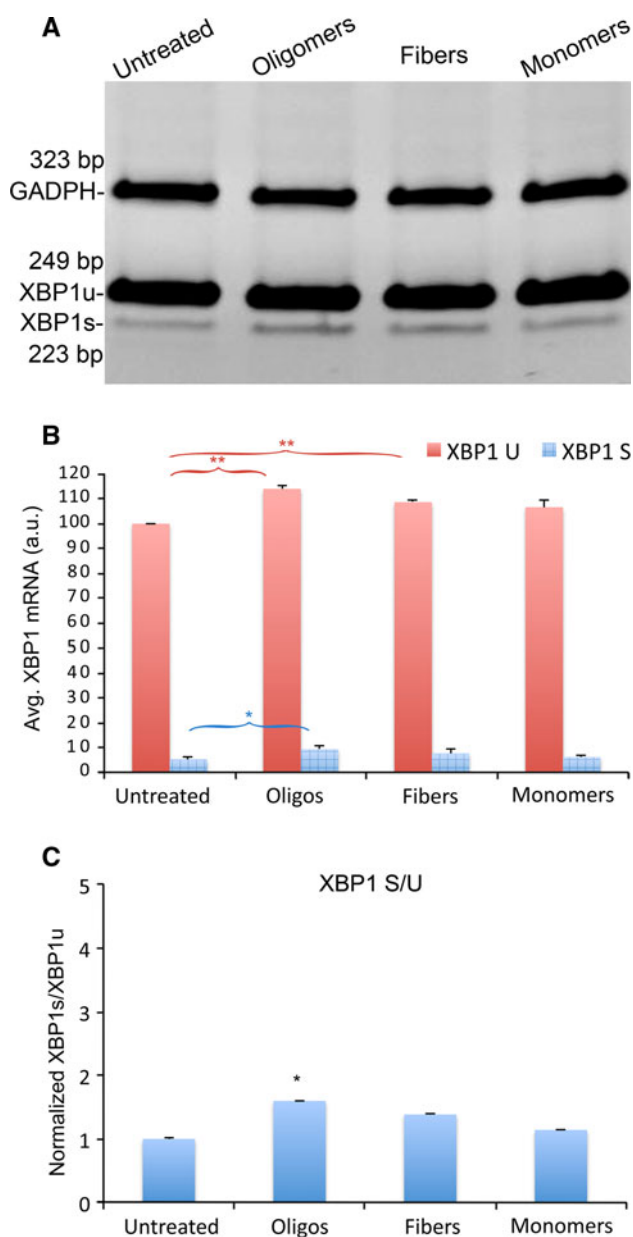 A
Untreated
Oligomers
Fibers
Monomers
323 bp
GADPH-
249 bp
XBP1u-
XBP1s-
223 bp
B
XBP1 U
XBP1 S
**
**
*
Avg. XBP1 mRNA (a.u.)
120
110
100
90
80
70
60
50
40
30
20
10
0
Untreated
Oligos
Fibers
Monomers
C
XBP1 S/U
Normalized XBP1s/XBP1u
5
4
3
2
1
0
*
Untreated
Oligos
Fibers
Monomers